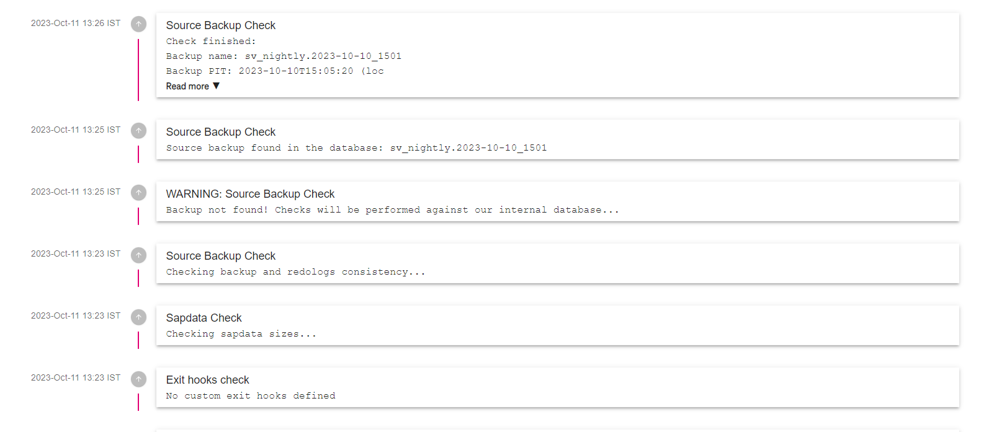 2023-Oct-11 13:26 IST
Source Backup Check
Check finished:
Backup name: sv_nightly.2023-10-10_1501
Backup PIT: 2023-10-10T15:05:20 (loc
Read more ▼
2023-Oct-11 13:25 IST
Source Backup Check
Source backup found in the database: sv_nightly.2023-10-10_1501
2023-Oct-11 13:25 IST
WARNING: Source Backup Check
Backup not found! Checks will be performed against our internal database...
2023-Oct-11 13:23 IST
Source Backup Check
Checking backup and redologs consistency...
2023-Oct-11 13:23 IST
Sapdata Check
Checking sapdata sizes...
2023-Oct-11 13:23 IST
Exit hooks check
No custom exit hooks defined